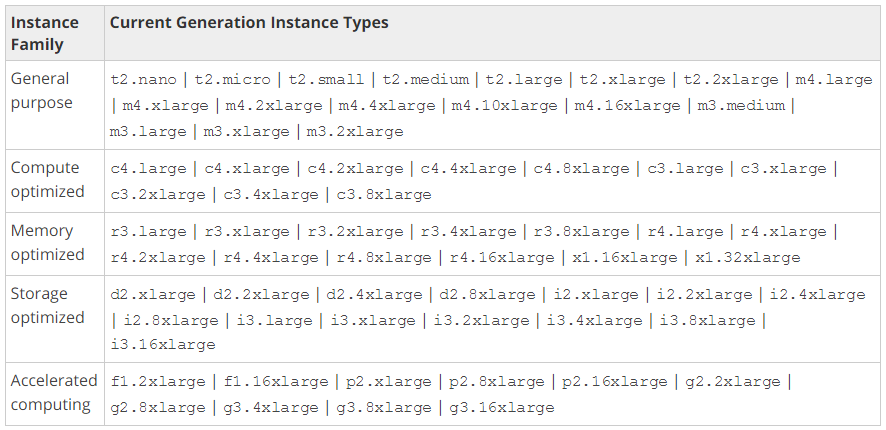 Instance Family | Current Generation Instance Types
General purpose | t2.nano | t2.micro | t2.small | t2.medium | t2.large | t2.xlarge | t2.2xlarge | m4.large
| m4.xlarge | m4.2xlarge | m4.4xlarge | m4.10xlarge | m4.16xlarge | m3.medium |
m3.large | m3.xlarge | m3.2xlarge
Compute optimized | c4.large | c4.xlarge | c4.2xlarge | c4.4xlarge | c4.8xlarge | c3.large | c3.xlarge |
c3.2xlarge | c3.4xlarge | c3.8xlarge
Memory optimized | r3.large | r3.xlarge | r3.2xlarge | r3.4xlarge | r3.8xlarge | r4.large | r4.xlarge |
r4.2xlarge | r4.4xlarge | r4.8xlarge | r4.16xlarge | x1.16xlarge | x1.32xlarge
Storage optimized | d2.xlarge | d2.2xlarge | d2.4xlarge | d2.8xlarge | i2.xlarge | i2.2xlarge | i2.4xlarge
| i2.8xlarge | i3.large | i3.xlarge | i3.2xlarge | i3.4xlarge | i3.8xlarge |
i3.16xlarge
Accelerated computing | f1.2xlarge | f1.16xlarge | p2.xlarge | p2.8xlarge | p2.16xlarge | g2.2xlarge |
g2.8xlarge | g3.4xlarge | g3.8xlarge | g3.16xlarge